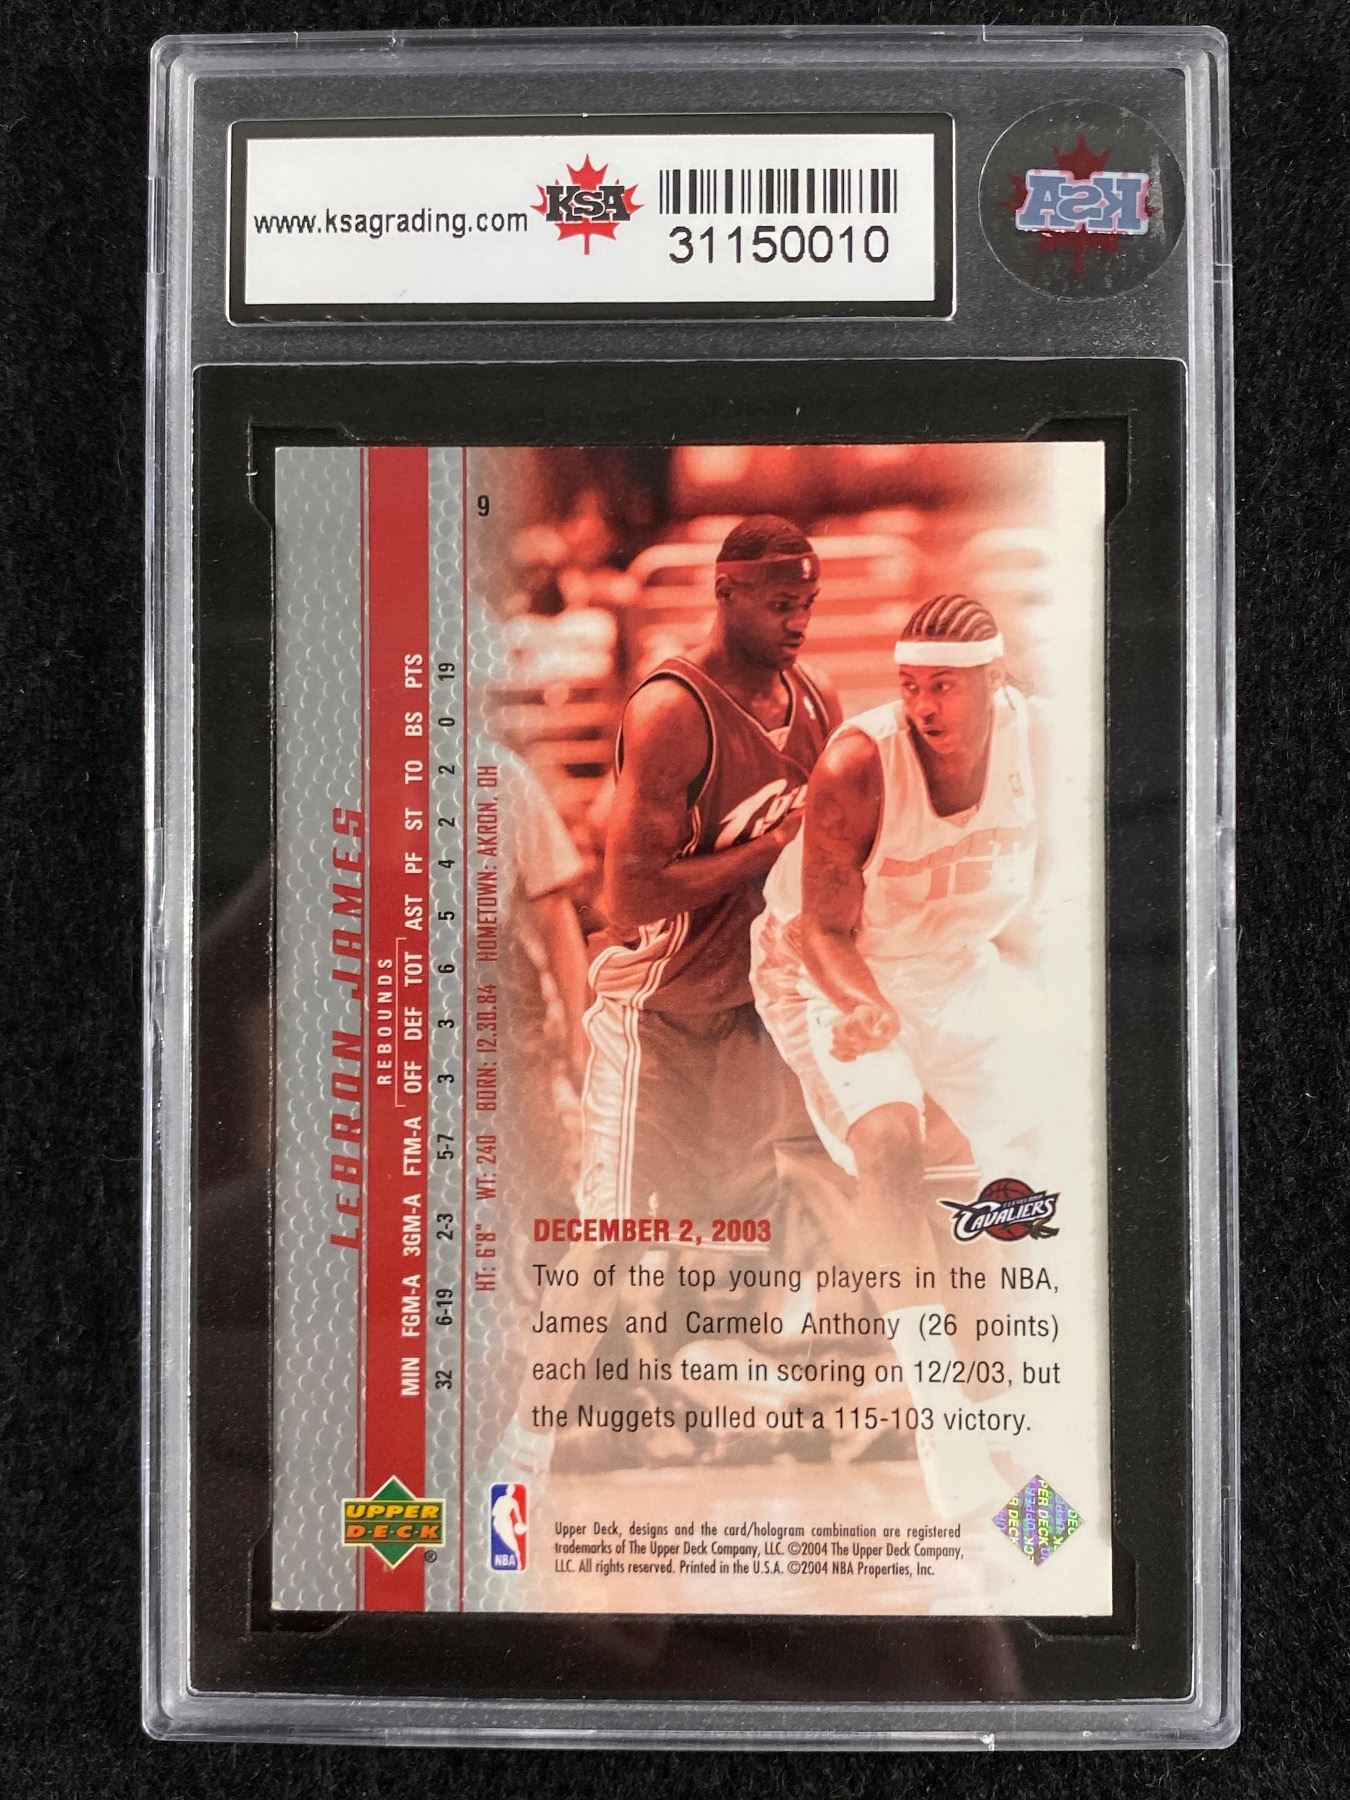 www.ksagrading.com
KSA
31150010
KSA
9
LEBRON JAMES
REBOUNDS
MIN FGM-A 3GM-A FTM-A OFF DEF TOT AST PF ST TO BS PTS
32 6-19 2-3 5-7 3 3 6 5 4 2 2 0 19
HT: 6'8" WT: 240 BORN: 12.30.84 HOMETOWN: AKRON, OH
15
CLEVELAND
CAVALIERS
DECEMBER 2, 2003
Two of the top young players in the NBA,
James and Carmelo Anthony (26 points)
each led his team in scoring on 12/2/03, but
the Nuggets pulled out a 115-103 victory.
UPPER
D·E·C·K
®
NBA
Upper Deck, designs and the card/hologram combination are registered
trademarks of The Upper Deck Company, LLC. ©2004 The Upper Deck Company,
LLC. All rights reserved. Printed in the U.S.A. ©2004 NBA Properties, Inc.